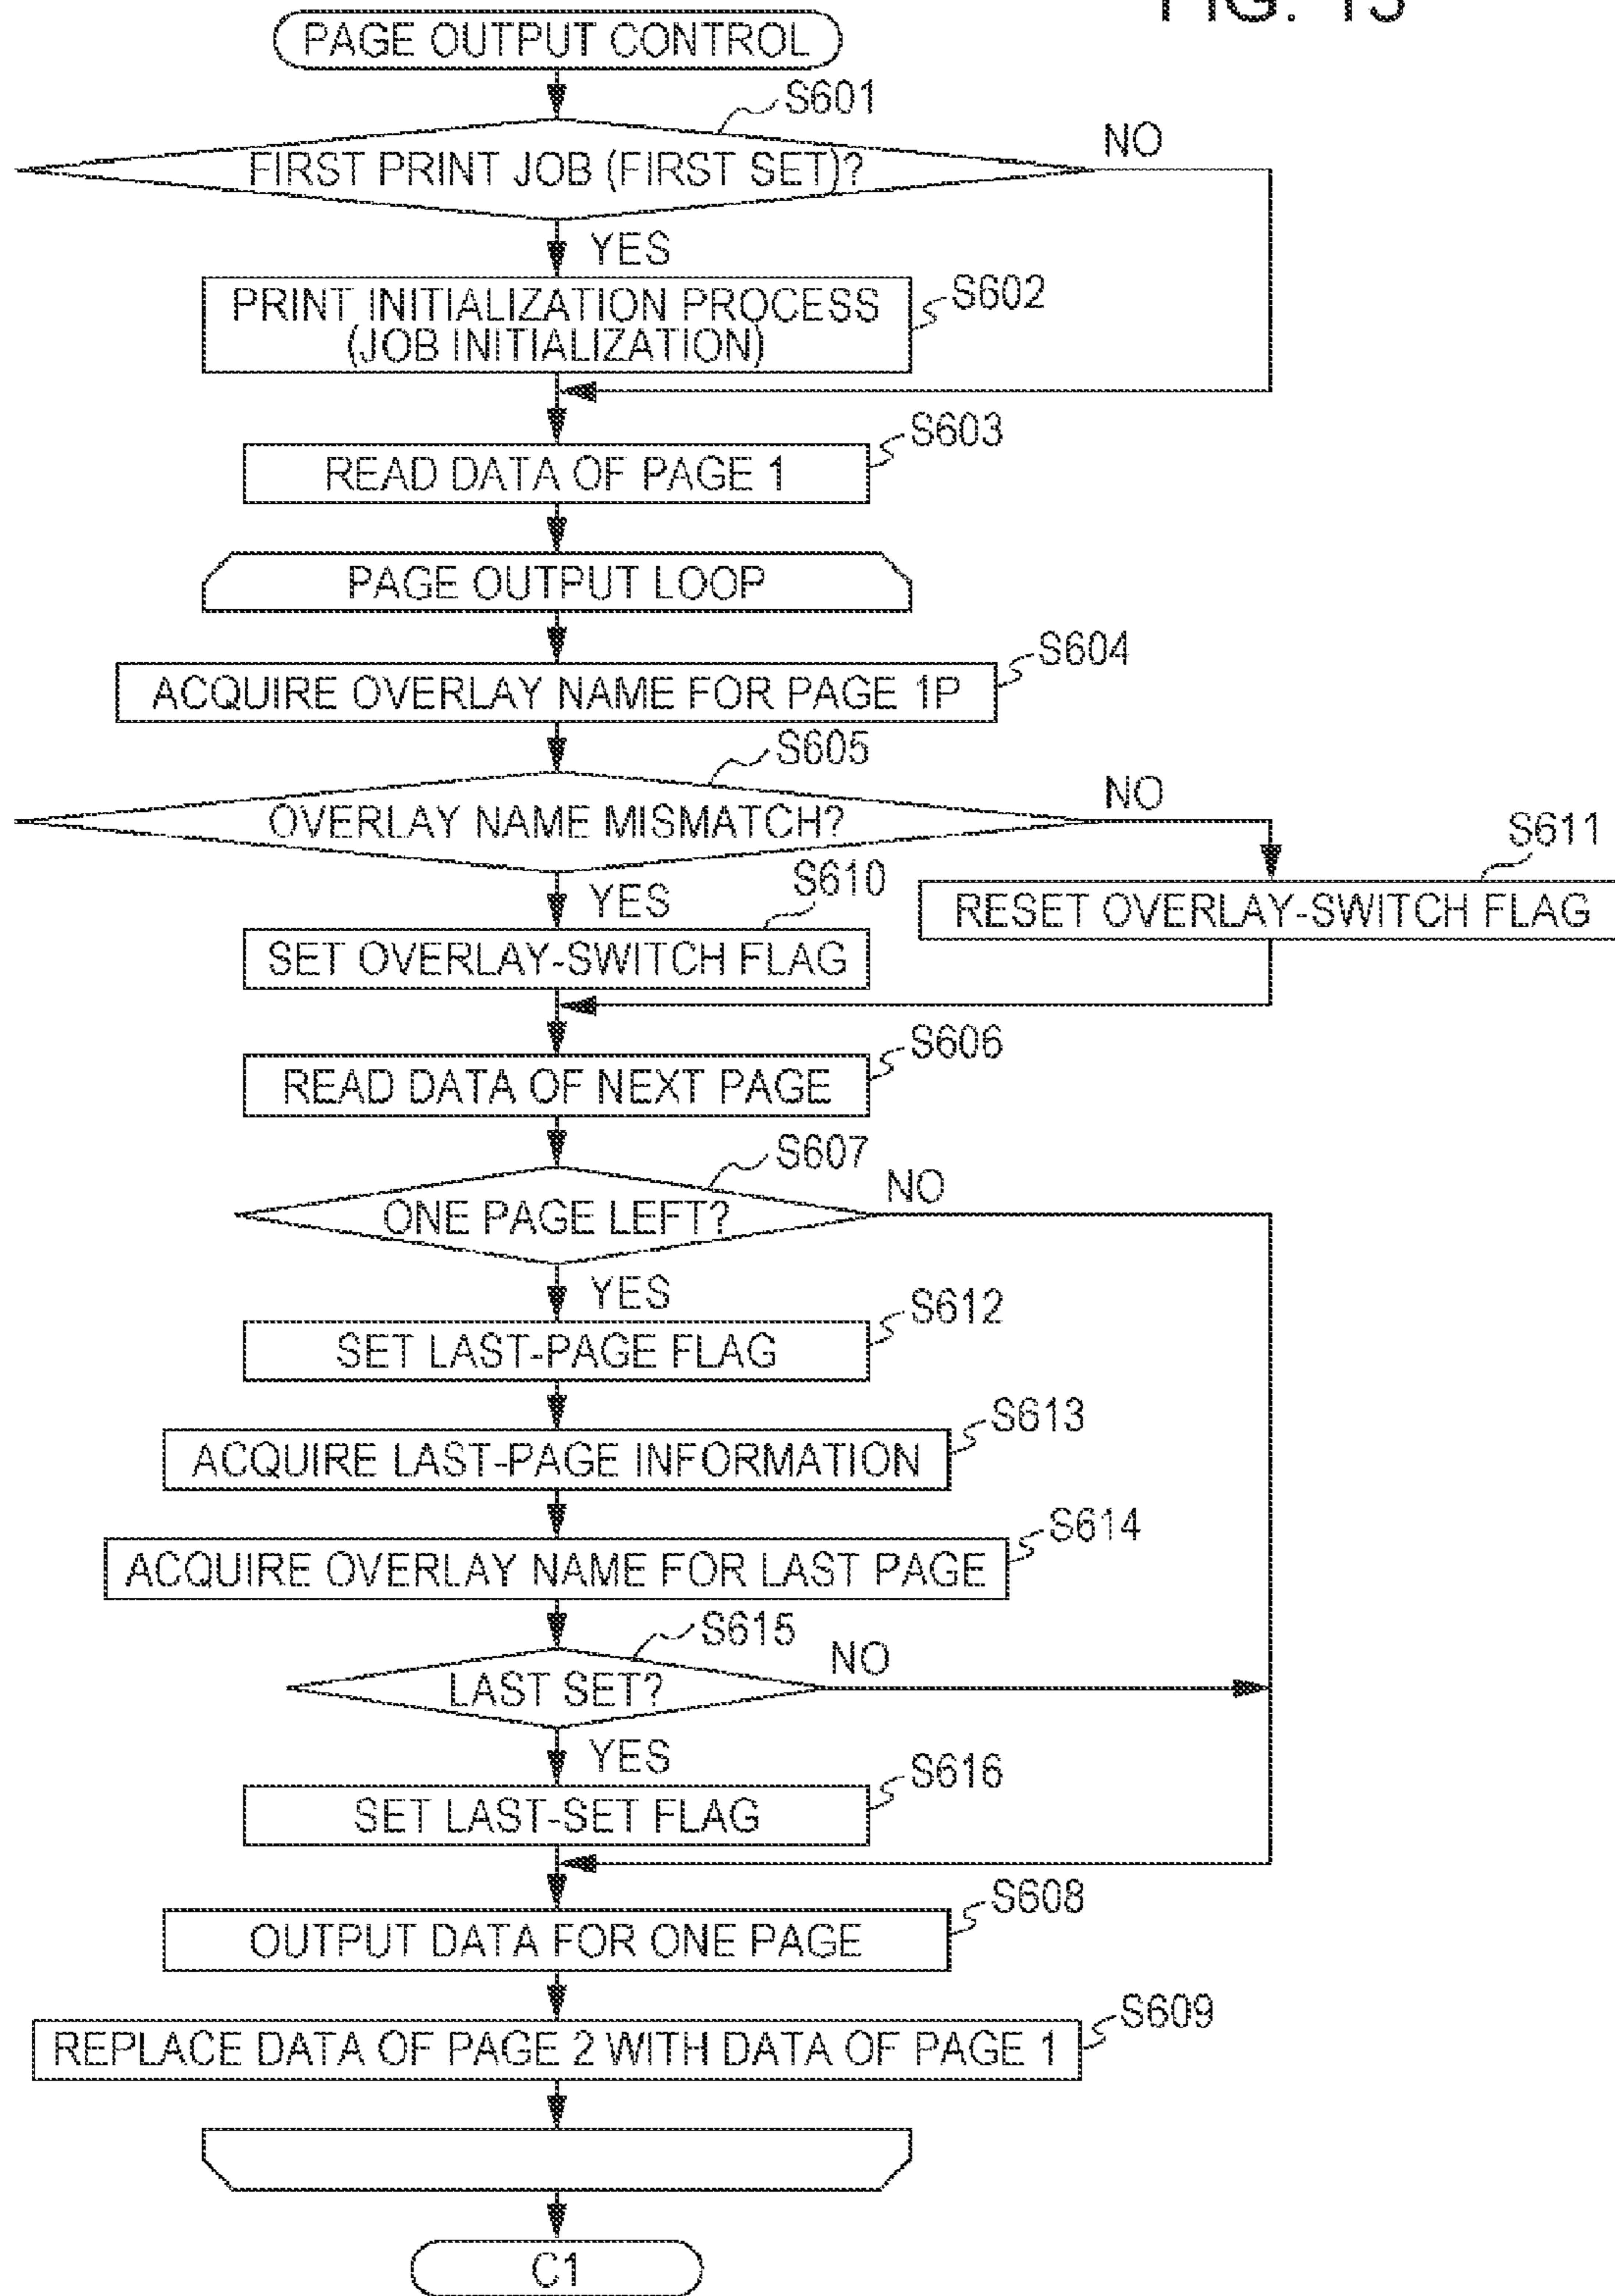 FIG. 15
PAGE OUTPUT CONTROL
S601
FIRST PRINT JOB (FIRST SET)?
NO
YES
S602
PRINT INITIALIZATION PROCESS
(JOB INITIALIZATION)
S603
READ DATA OF PAGE 1
PAGE OUTPUT LOOP
S604
ACQUIRE OVERLAY NAME FOR PAGE 1P
S605
OVERLAY NAME MISMATCH?
NO
S611
RESET OVERLAY-SWITCH FLAG
YES
S610
SET OVERLAY-SWITCH FLAG
S606
READ DATA OF NEXT PAGE
S607
ONE PAGE LEFT?
NO
YES
S612
SET LAST-PAGE FLAG
S613
ACQUIRE LAST-PAGE INFORMATION
S614
ACQUIRE OVERLAY NAME FOR LAST PAGE
S615
LAST SET?
NO
YES
S616
SET LAST-SET FLAG
S608
OUTPUT DATA FOR ONE PAGE
S609
REPLACE DATA OF PAGE 2 WITH DATA OF PAGE 1
C1